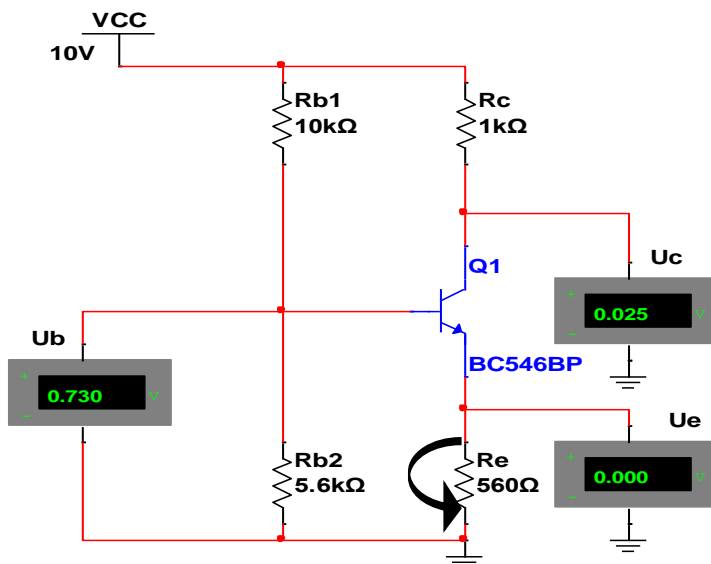 VCC
10V
Rb1
10kΩ
Rc
1kΩ
Q1
Uc
0.025
BC546BP
Ub
0.730
Ue
0.000
Rb2
5.6kΩ
Re
560Ω